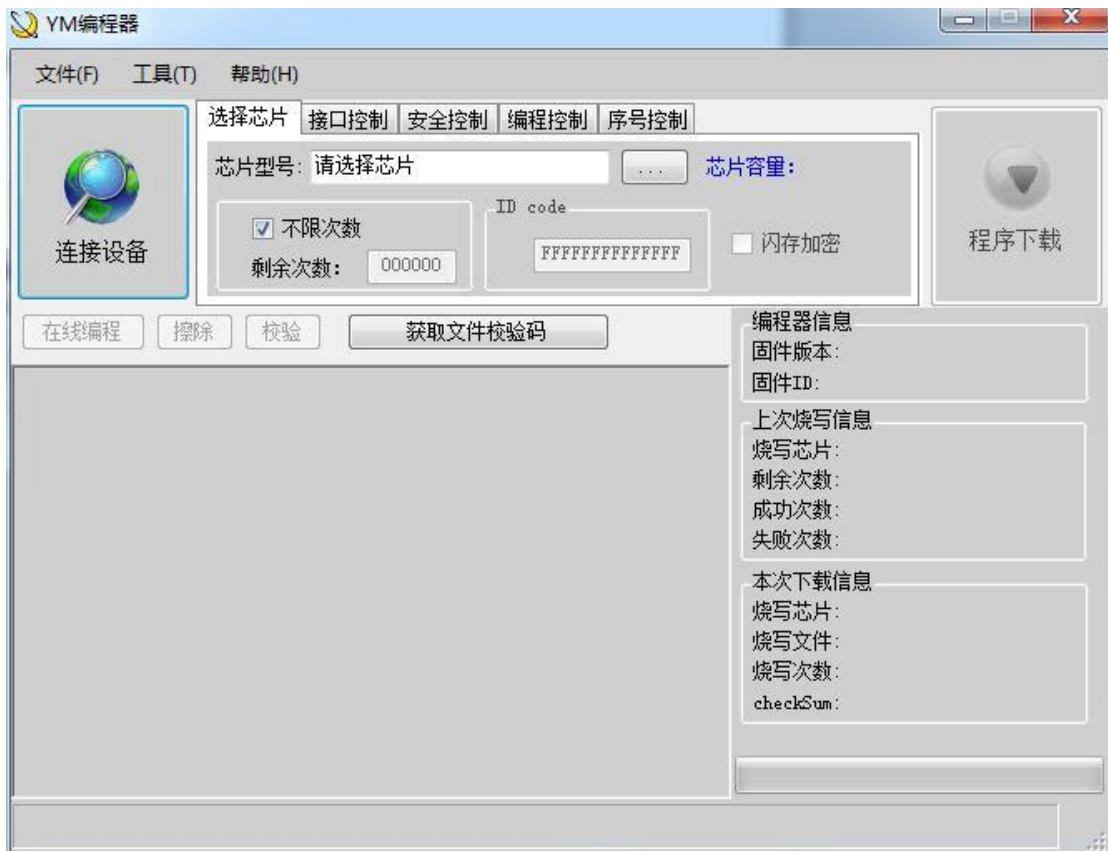 YM编程器
文件(F) 工具(T) 帮助(H)
选择芯片 接口控制 安全控制 编程控制 序号控制
芯片型号: 请选择芯片 ... 芯片容量:
连接设备
不限次数
剩余次数: 000000
ID code
FFFFFFFFFFFFFF
闪存加密
程序下载
在线编程 擦除 校验 获取文件校验码
编程器信息
固件版本:
固件ID:
上次烧写信息
烧写芯片:
剩余次数:
成功次数:
失败次数:
本次下载信息
烧写芯片:
烧写文件:
烧写次数:
checkSum: